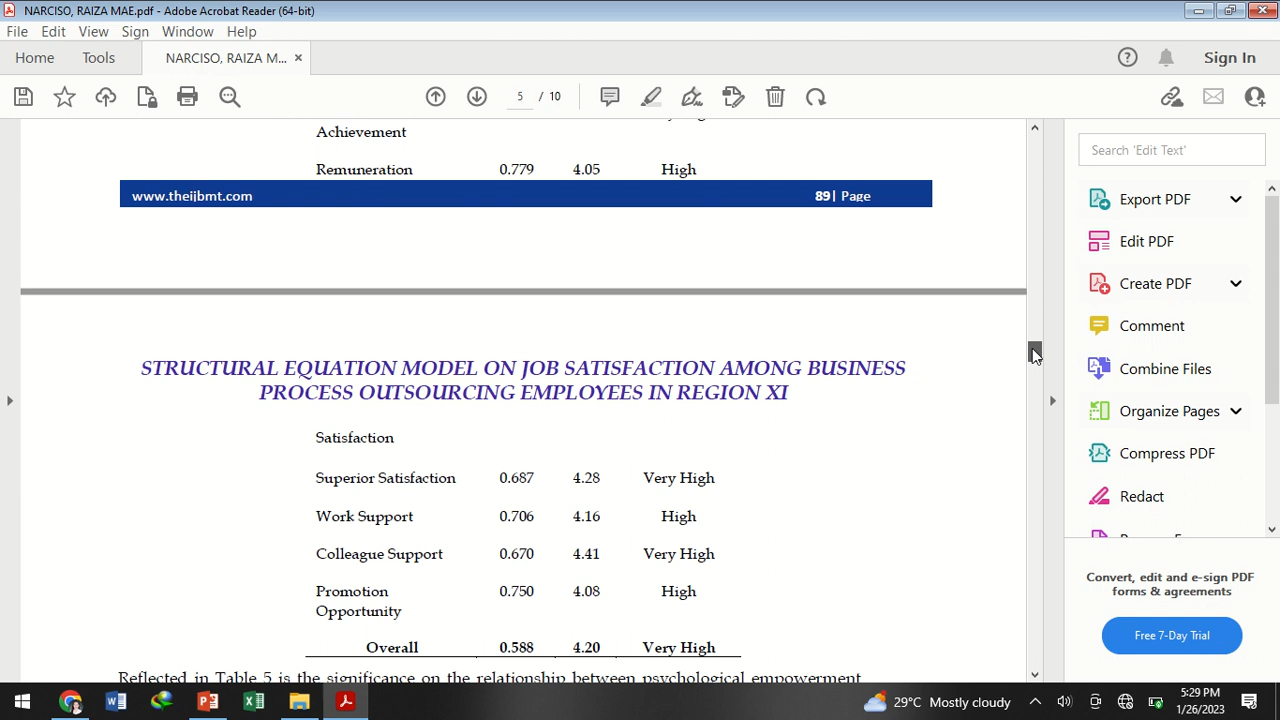 NARCISO, RAIZA MAE.pdf - Adobe Acrobat Reader (64-bit)
File Edit View Sign Window Help
Home Tools NARCISO, RAIZA M... × Sign In
5 / 10
Achievement
Remuneration 0.779 4.05 High
www.theijbmt.com 89| Page
STRUCTURAL EQUATION MODEL ON JOB SATISFACTION AMONG BUSINESS
PROCESS OUTSOURCING EMPLOYEES IN REGION XI
Satisfaction
Superior Satisfaction 0.687 4.28 Very High
Work Support 0.706 4.16 High
Colleague Support 0.670 4.41 Very High
Promotion 0.750 4.08 High
Opportunity
Overall 0.588 4.20 Very High
Reflected in Table 5 is the significance on the relationship between psychological empowerment
Search 'Edit Text'
Export PDF
Edit PDF
Create PDF
Comment
Combine Files
Organize Pages
Compress PDF
Redact
Convert, edit and e-sign PDF
forms & agreements
Free 7-Day Trial
29°C Mostly cloudy
5:29 PM
1/26/2023